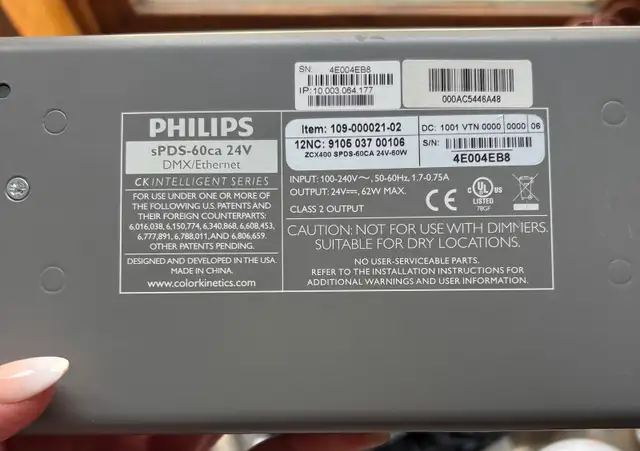 SN: 4E004EB8
IP: 10.003.064.177
000AC5446A48
PHILIPS
sPDS-60ca 24V
DMX/Ethernet
CK INTELLIGENT SERIES
FOR USE UNDER ONE OR MORE OF
THE FOLLOWING U.S. PATENTS AND
THEIR FOREIGN COUNTERPARTS:
6,016,038, 6,150,774, 6,340,868, 6,608,453,
6,777,891, 6,788,011, AND 6,806,659.
OTHER PATENTS PENDING.
DESIGNED AND DEVELOPED IN THE USA.
MADE IN CHINA.
www.colorkinetics.com
Item: 109-000021-02
12NC: 9105 037 00106
ZCX400 SPDS-60CA 24V-60W
DC: 1001 VTN 0000 0000 06
S/N:
4E004EB8
INPUT: 100-240V~, 50-60Hz, 1.7-0.75A
OUTPUT: 24V⎓, 62W MAX.
CLASS 2 OUTPUT
CE
c UL US
LISTED
78GF
CAUTION: NOT FOR USE WITH DIMMERS.
SUITABLE FOR DRY LOCATIONS.
NO USER-SERVICEABLE PARTS.
REFER TO THE INSTALLATION INSTRUCTIONS FOR
ADDITIONAL WARNINGS AND USER INFORMATION.